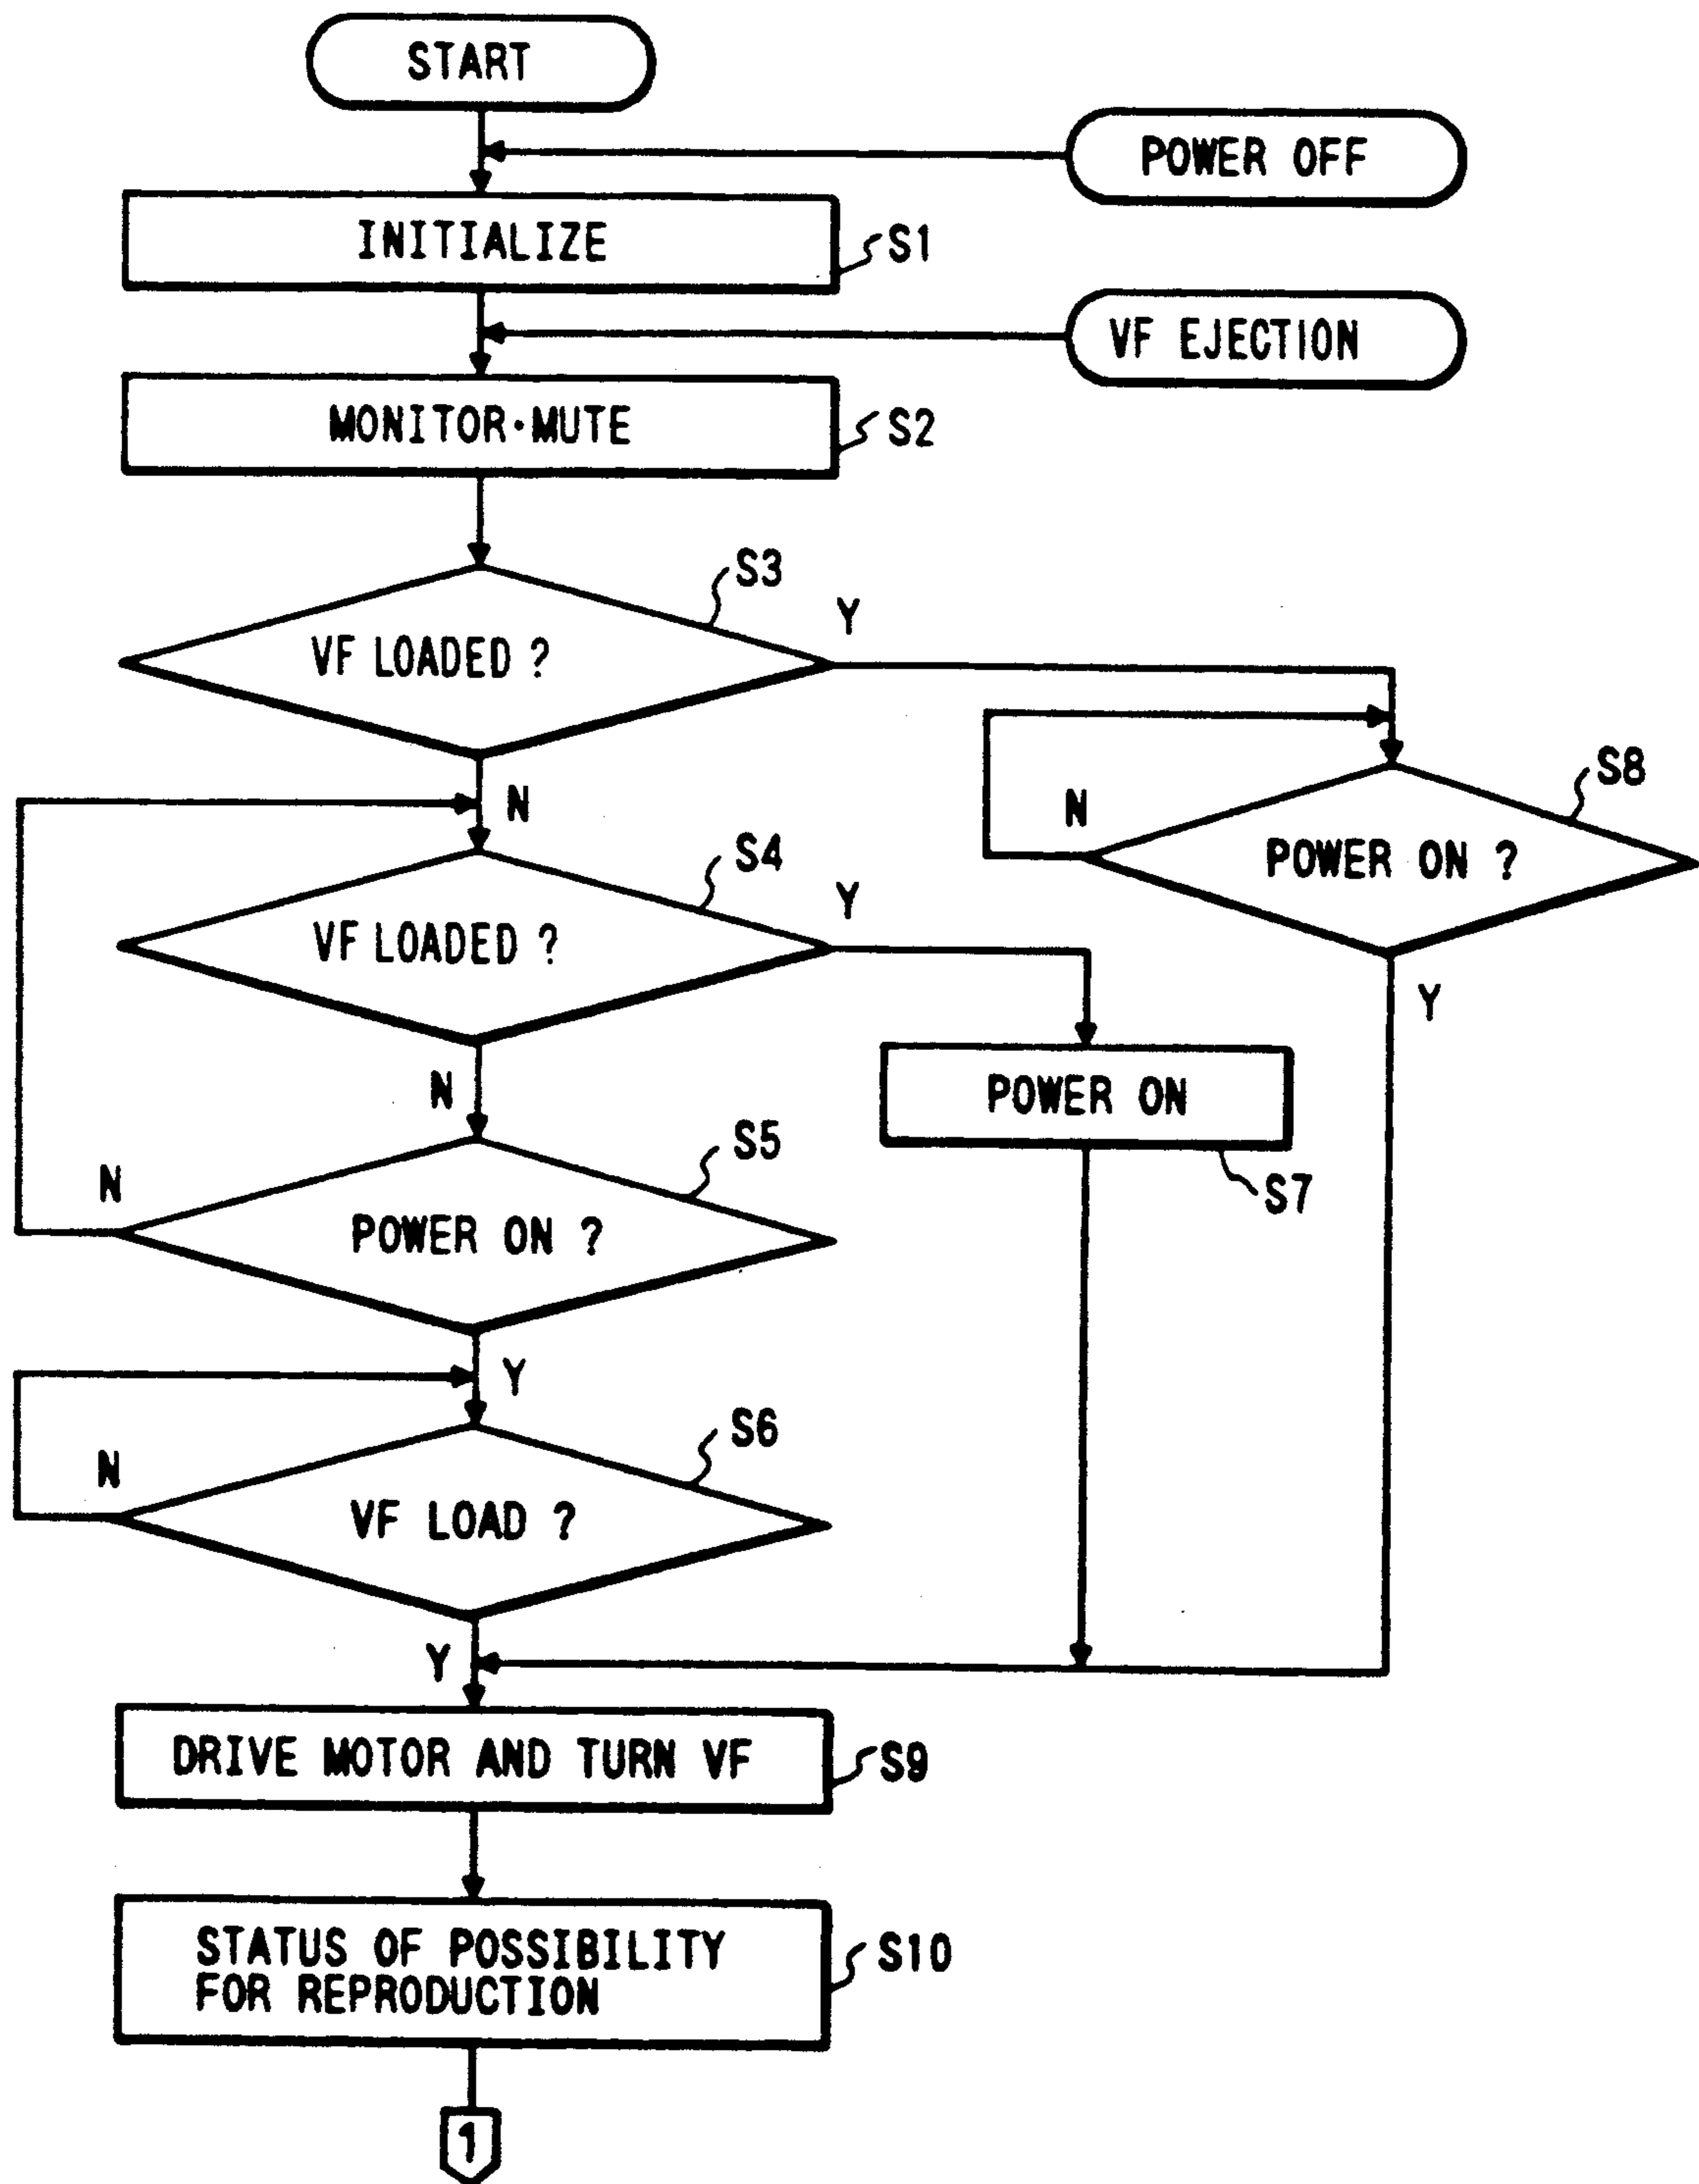 START
POWER OFF
INITIALIZE
S1
VF EJECTION
MONITOR·MUTE
S2
S3
VF LOADED ?
Y
N
S8
N
POWER ON ?
Y
S4
VF LOADED ?
Y
N
POWER ON
S7
S5
N
POWER ON ?
Y
S6
N
VF LOAD ?
Y
DRIVE MOTOR AND TURN VF
S9
STATUS OF POSSIBILITY
FOR REPRODUCTION
S10
1